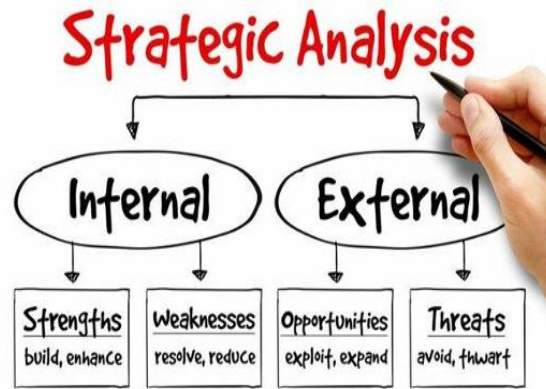 Strategic Analysis
Internal
External
Strengths
build, enhance
Weaknesses
resolve, reduce
Opportunities
exploit, expand
Threats
avoid, thwart